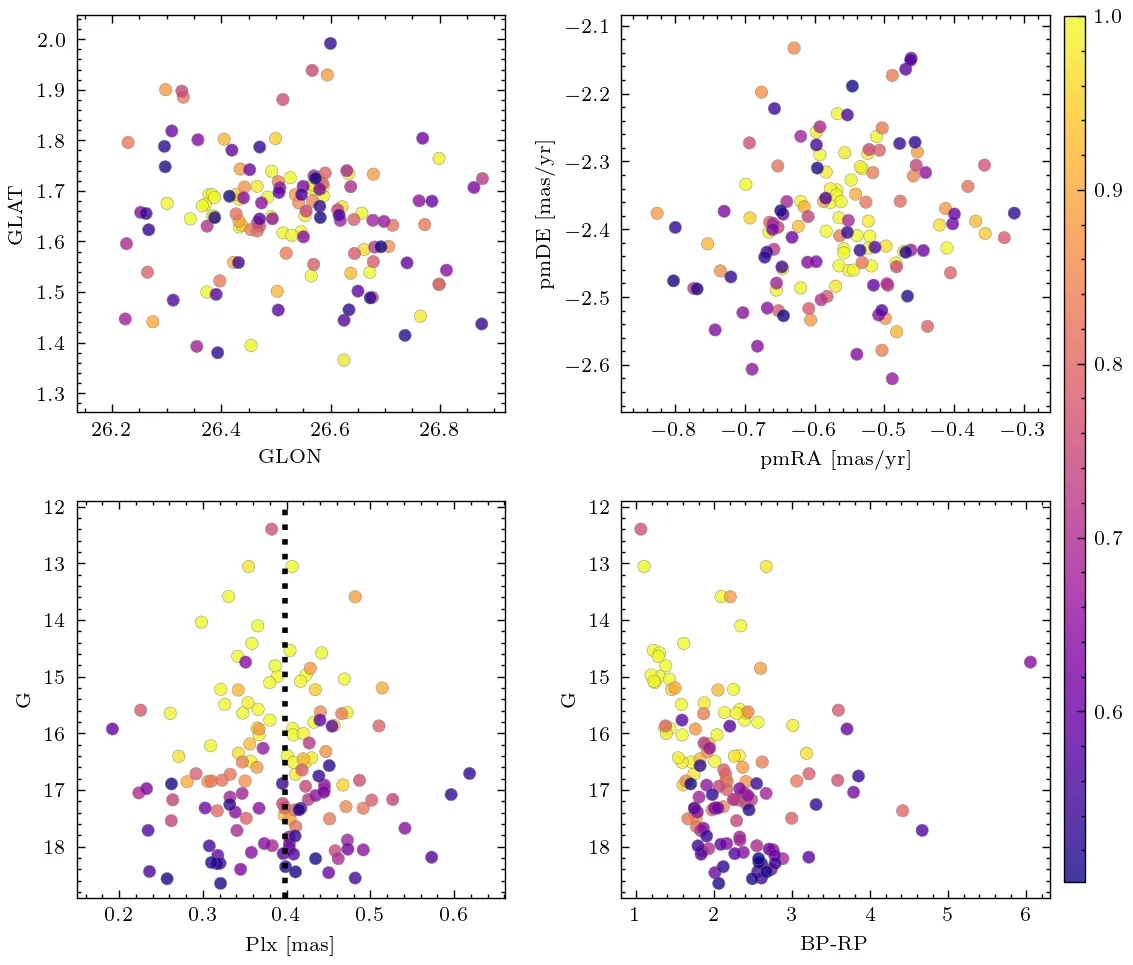 2.0
1.9
1.8
1.7
1.6
1.5
1.4
1.3
GLAT
26.2 26.4 26.6 26.8
GLON
−2.1
−2.2
−2.3
−2.4
−2.5
−2.6
pmDE [mas/yr]
−0.8 −0.7 −0.6 −0.5 −0.4 −0.3
pmRA [mas/yr]
1.0
0.9
0.8
0.7
0.6
12
13
14
15
16
17
18
G
0.2 0.3 0.4 0.5 0.6
Plx [mas]
12
13
14
15
16
17
18
G
1 2 3 4 5 6
BP-RP